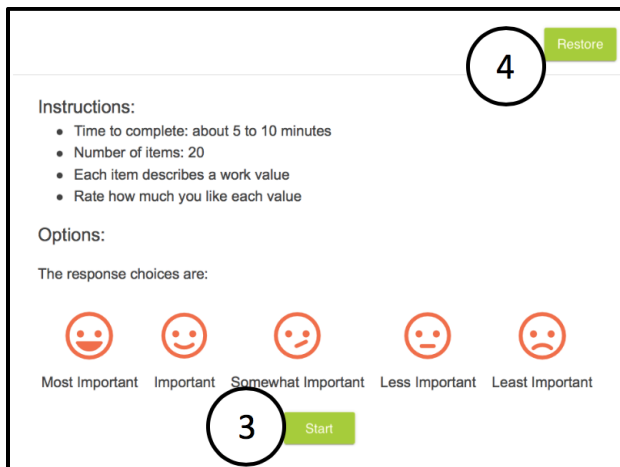 4 Restore
Instructions:
● Time to complete: about 5 to 10 minutes
● Number of items: 20
● Each item describes a work value
● Rate how much you like each value
Options:
The response choices are:
Most Important Important Somewhat Important Less Important Least Important
3 Start